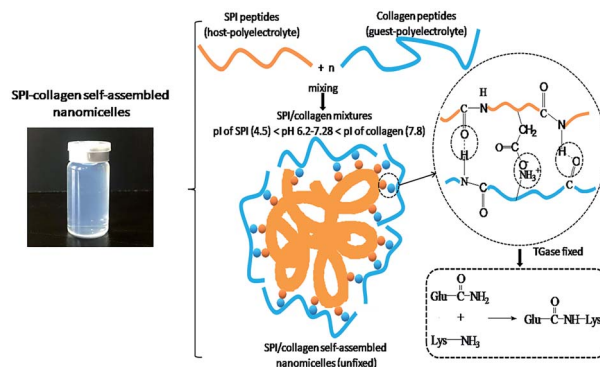 SPI peptides
(host-polyelectrolyte)
Collagen peptides
(guest-polyelectrolyte)
+ n
mixing
SPI/collagen mixtures
pI of SPI (4.5) < pH 6.2-7.28 < pI of collagen (7.8)
SPI-collagen self-assembled
nanomicelles
SPI/collagen self-assembled
nanomicelles (unfixed)
H
N
C
O
CH2
C
O
O-
NH3+
C
O
N
H
O
C
H
N
C
O
TGase fixed
O
Glu-C-NH2
+
Lys-NH3
O
Glu-C-NH-Lys